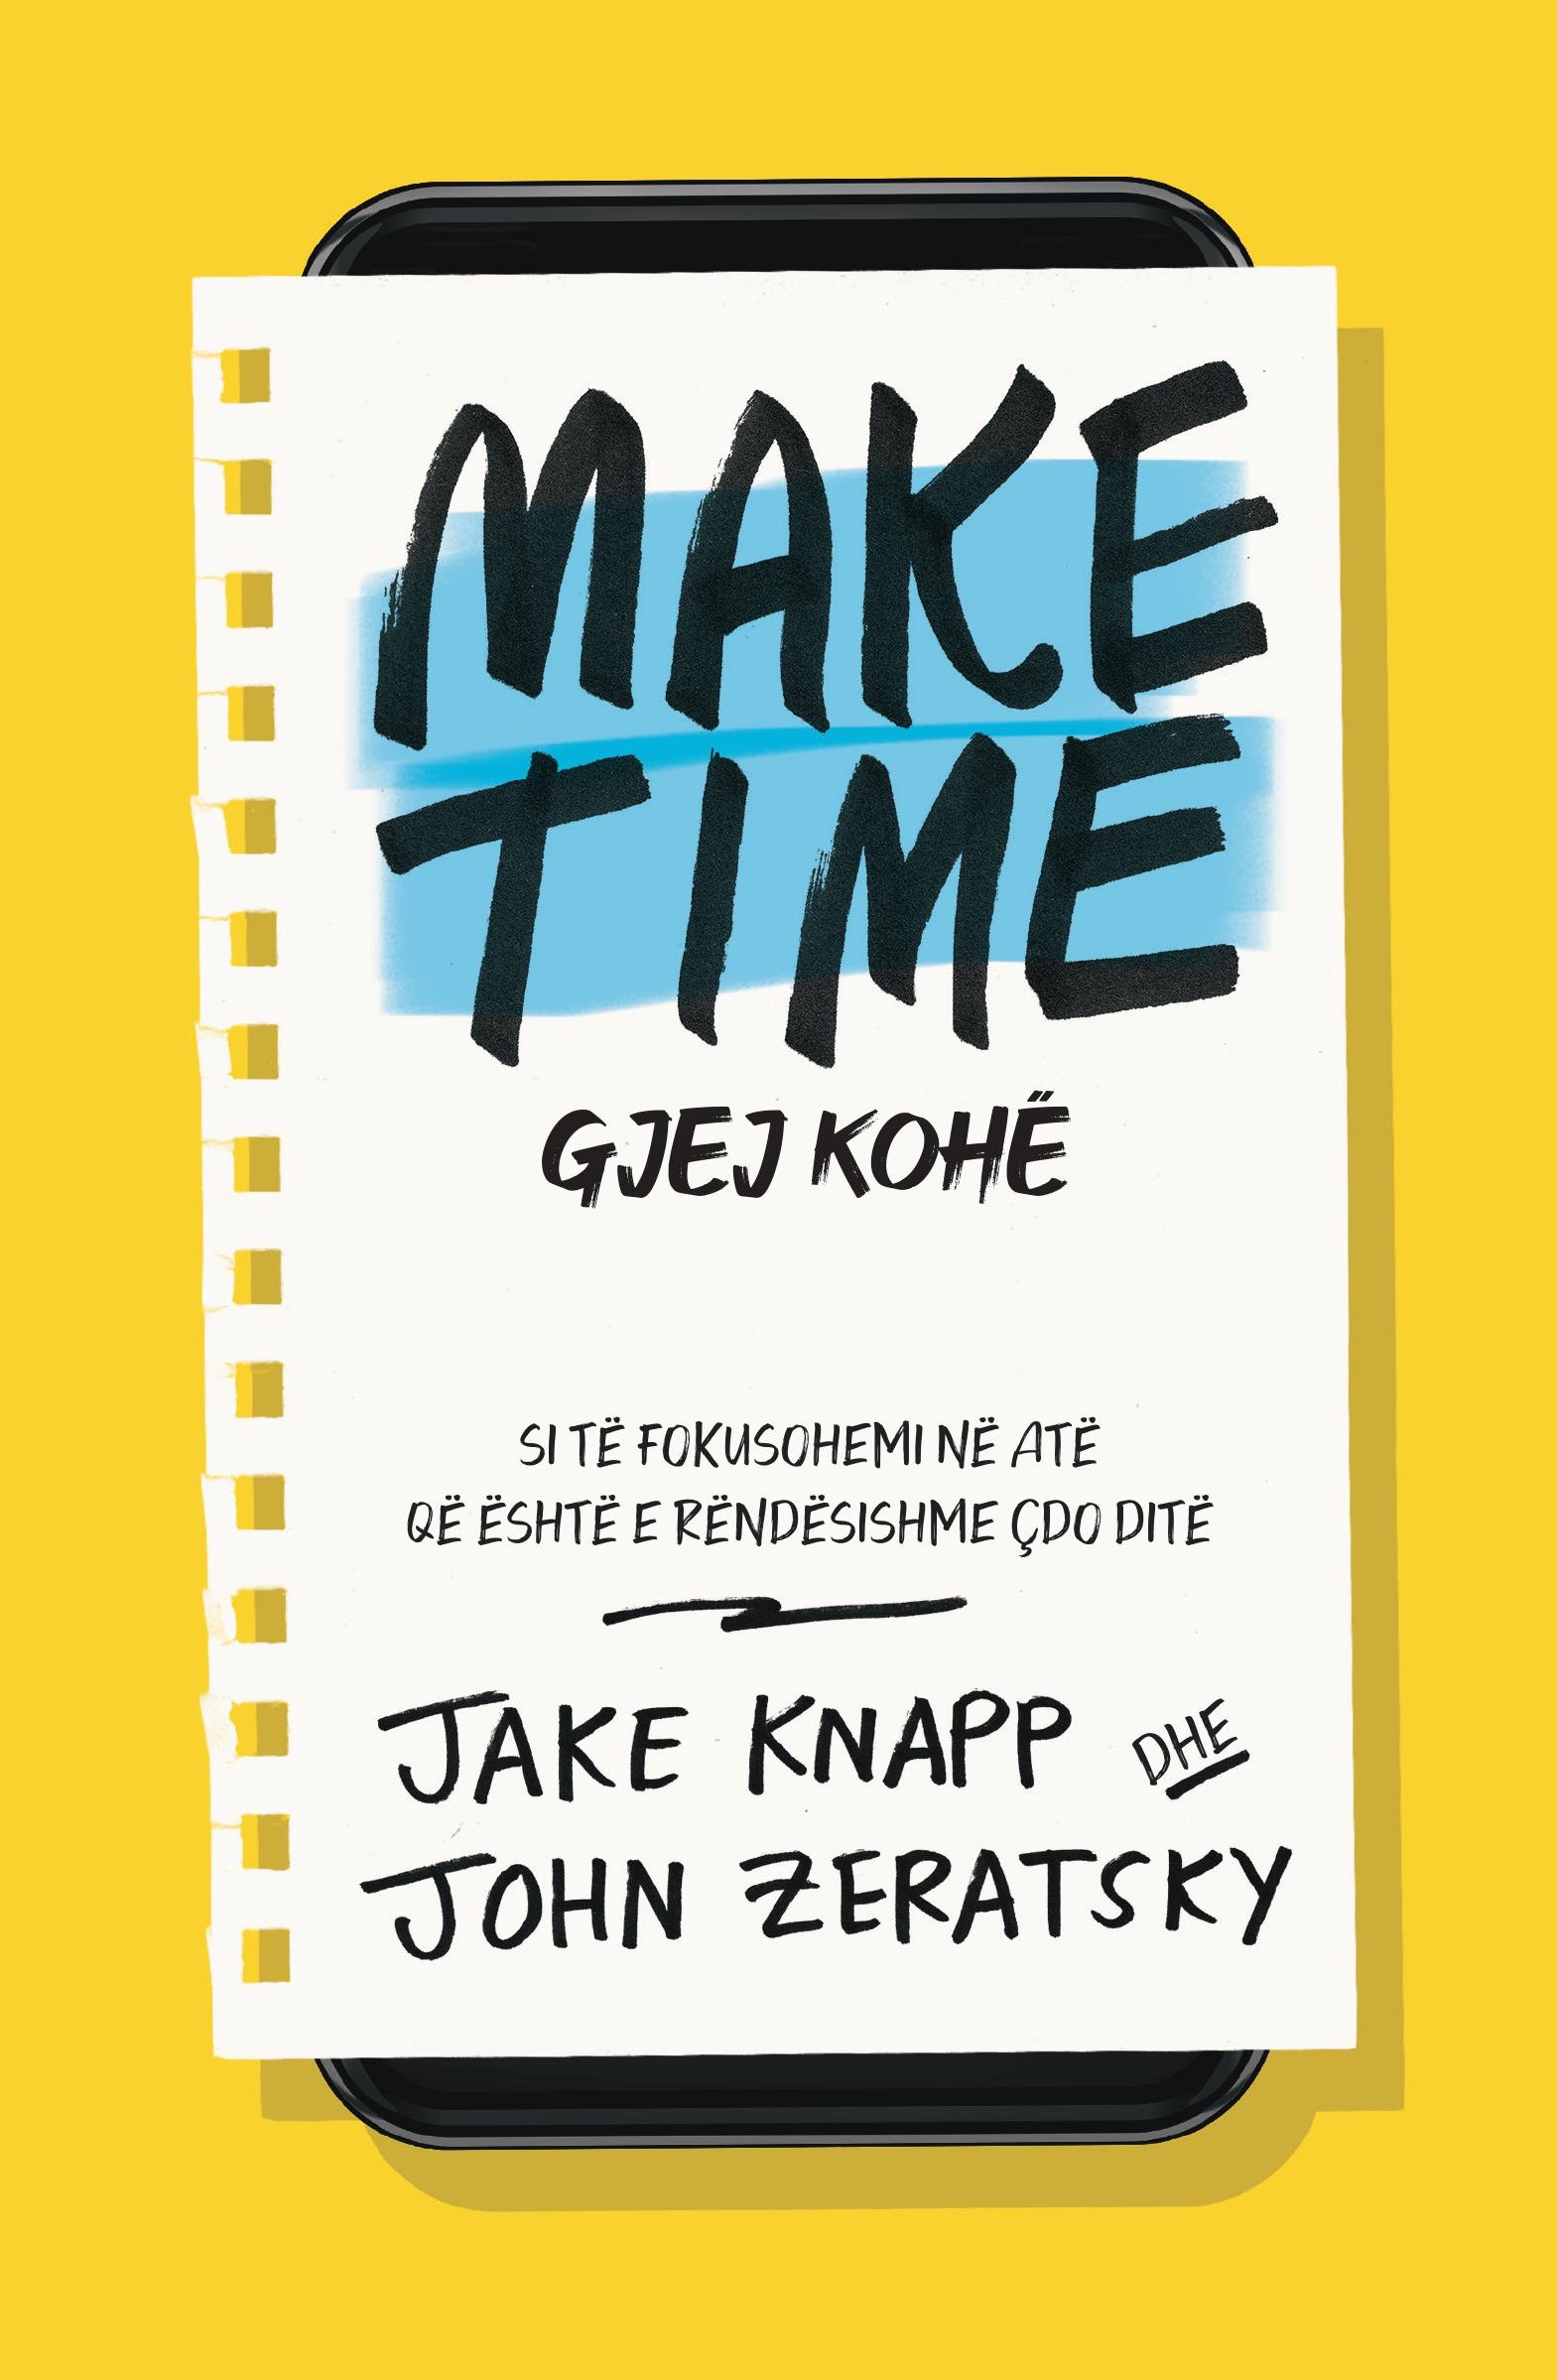 MAKE
TIME
GJEJ KOHË
SI TË FOKUSOHEMI NË ATË
QË ËSHTË E RËNDËSISHME ÇDO DITË
JAKE KNAPP DHE
JOHN ZERATSKY